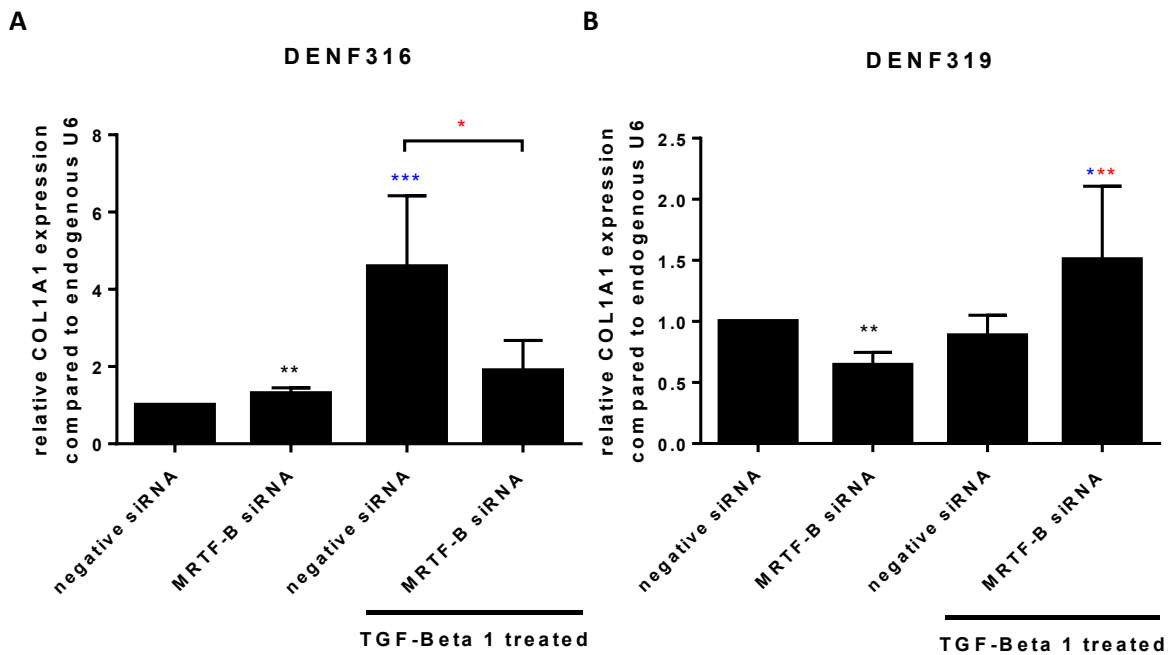 A
DENF316
relative COL1A1 expression
compared to endogenous U6
8
6
4
2
0
*
***
**
negative siRNA
MRTF-B siRNA
negative siRNA
MRTF-B siRNA
TGF-Beta 1 treated
B
DENF319
relative COL1A1 expression
compared to endogenous U6
2.5
2.0
1.5
1.0
0.5
0.0
***
**
negative siRNA
MRTF-B siRNA
negative siRNA
MRTF-B siRNA
TGF-Beta 1 treated